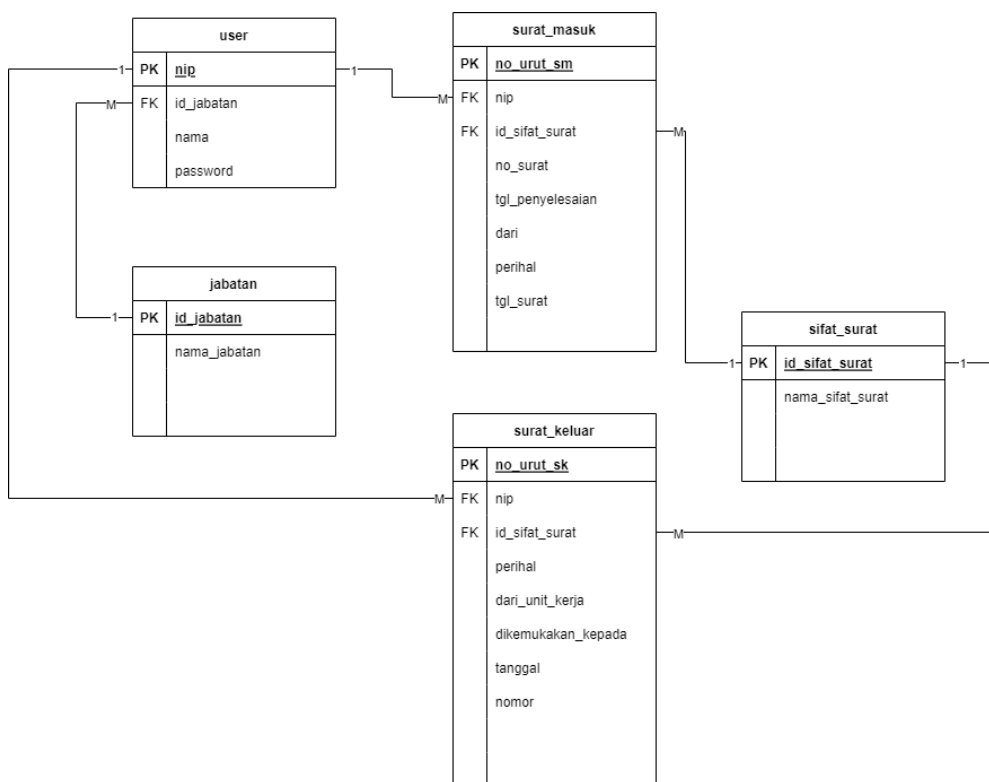 user
1 PK nip 1
M FK id_jabatan
nama
password
jabatan
1 PK id_jabatan
nama_jabatan
surat_masuk
PK no_urut_sm
M FK nip
FK id_sifat_surat M
no_surat
tgl_penyelesaian
dari
perihal
tgl_surat
sifat_surat
1 PK id_sifat_surat 1
nama_sifat_surat
surat_keluar
PK no_urut_sk
M FK nip
FK id_sifat_surat M
perihal
dari_unit_kerja
dikemukakan_kepada
tanggal
nomor